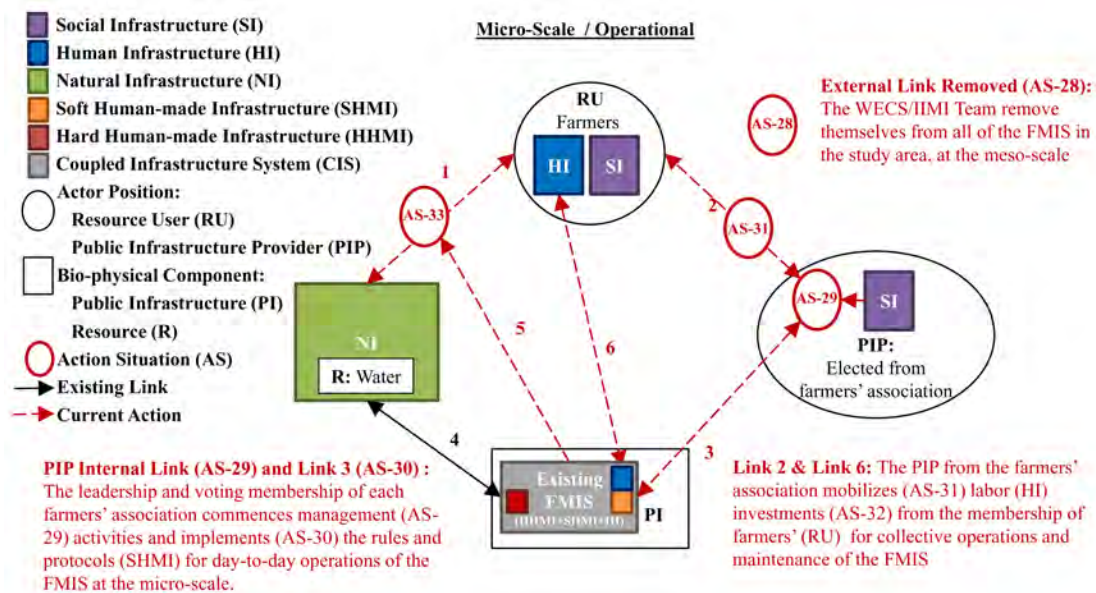 Micro-Scale / Operational
Social Infrastructure (SI)
Human Infrastructure (HI)
Natural Infrastructure (NI)
Soft Human-made Infrastructure (SHMI)
Hard Human-made Infrastructure (HHMI)
Coupled Infrastructure System (CIS)
Actor Position:
Resource User (RU)
Public Infrastructure Provider (PIP)
Bio-physical Component:
Public Infrastructure (PI)
Resource (R)
Action Situation (AS)
Existing Link
Current Action
RU
Farmers
HI
SI
External Link Removed (AS-28):
The WECS/IIMI Team remove
themselves from all of the FMIS in
the study area, at the meso-scale
AS-28
1
AS-33
2
AS-31
AS-29
SI
PIP:
Elected from
farmers' association
NI
R: Water
5
6
4
3
Existing
FMIS
(HHMI+SHMI+HI)
PI
PIP Internal Link (AS-29) and Link 3 (AS-30) :
The leadership and voting membership of each
farmers' association commences management (AS-
29) activities and implements (AS-30) the rules and
protocols (SHMI) for day-to-day operations of the
FMIS at the micro-scale.
Link 2 & Link 6: The PIP from the farmers'
association mobilizes (AS-31) labor (HI)
investments (AS-32) from the membership of
farmers' (RU) for collective operations and
maintenance of the FMIS